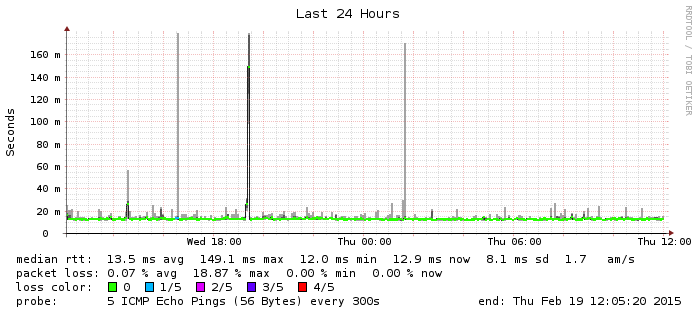 Last 24 Hours
RRDTOOL / TOBI OETIKER
Seconds
160 m
140 m
120 m
100 m
80 m
60 m
40 m
20 m
0
Wed 18:00 Thu 00:00 Thu 06:00 Thu 12:00
median rtt: 13.5 ms avg 149.1 ms max 12.0 ms min 12.9 ms now 8.1 ms sd 1.7 am/s
packet loss: 0.07 % avg 18.87 % max 0.00 % min 0.00 % now
loss color: 0 1/5 2/5 3/5 4/5
probe: 5 ICMP Echo Pings (56 Bytes) every 300s end: Thu Feb 19 12:05:20 2015